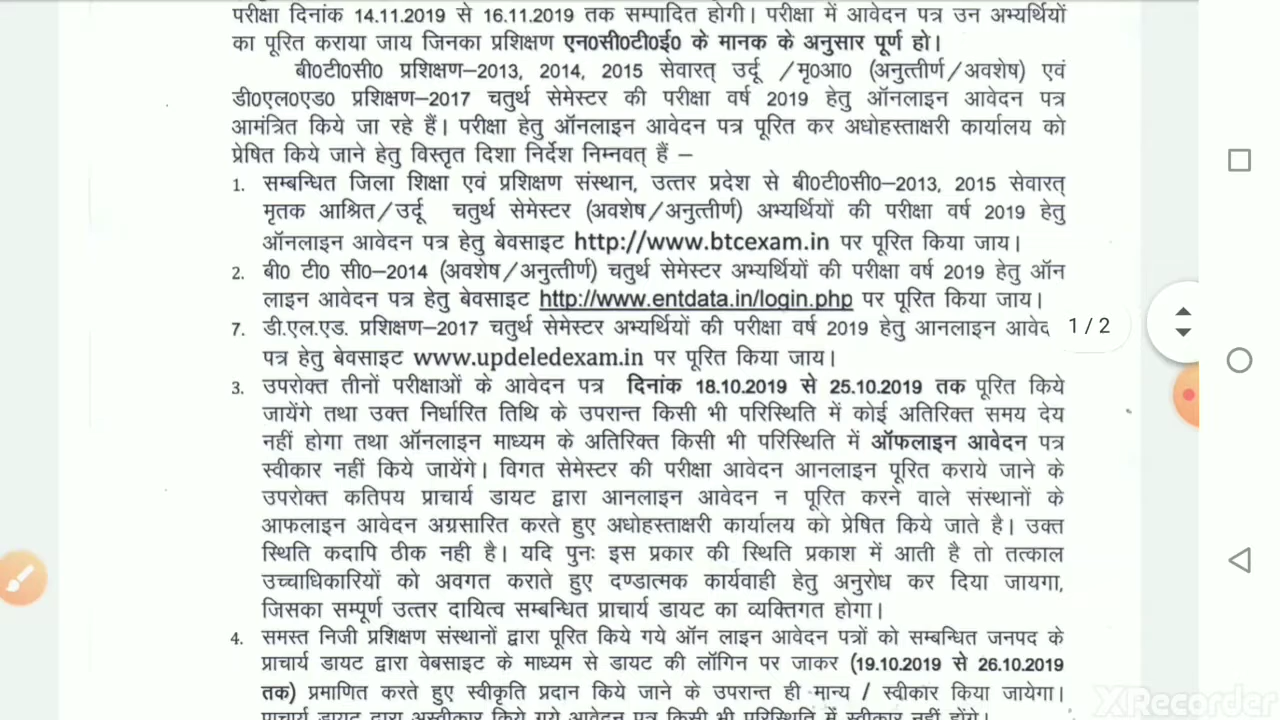 परीक्षा दिनांक 14.11.2019 से 16.11.2019 तक सम्पादित होगी। परीक्षा में आवेदन पत्र उन अभ्यर्थियों
का पूरित कराया जाय जिनका प्रशिक्षण एन0सी0टी0ई0 के मानक के अनुसार पूर्ण हो।
बी0टी0सी0 प्रशिक्षण–2013, 2014, 2015 सेवारत् उर्दू /मृ0आ0 (अनुत्तीर्ण/अवशेष) एवं
डी0एल0एड0 प्रशिक्षण–2017 चतुर्थ सेमेस्टर की परीक्षा वर्ष 2019 हेतु ऑनलाइन आवेदन पत्र
आमंत्रित किये जा रहे हैं। परीक्षा हेतु ऑनलाइन आवेदन पत्र पूरित कर अधोहस्ताक्षरी कार्यालय को
प्रेषित किये जाने हेतु विस्तृत दिशा निर्देश निम्नवत् हैं –
1. सम्बन्धित जिला शिक्षा एवं प्रशिक्षण संस्थान, उत्तर प्रदेश से बी0टी0सी0–2013, 2015 सेवारत्
मृतक आश्रित/उर्दू चतुर्थ सेमेस्टर (अवशेष/अनुत्तीर्ण) अभ्यर्थियों की परीक्षा वर्ष 2019 हेतु
ऑनलाइन आवेदन पत्र हेतु बेवसाइट http://www.btcexam.in पर पूरित किया जाय।
2. बी0 टी0 सी0–2014 (अवशेष/अनुत्तीर्ण) चतुर्थ सेमेस्टर अभ्यर्थियों की परीक्षा वर्ष 2019 हेतु ऑन
लाइन आवेदन पत्र हेतु बेवसाइट http://www.entdata.in/login.php पर पूरित किया जाय।
7. डी.एल.एड. प्रशिक्षण–2017 चतुर्थ सेमेस्टर अभ्यर्थियों की परीक्षा वर्ष 2019 हेतु आनलाइन आवेद
1 / 2
पत्र हेतु बेवसाइट www.updeledexam.in पर पूरित किया जाय।
3. उपरोक्त तीनों परीक्षाओं के आवेदन पत्र दिनांक 18.10.2019 से 25.10.2019 तक पूरित किये
जायेंगे तथा उक्त निर्धारित तिथि के उपरान्त किसी भी परिस्थिति में कोई अतिरिक्त समय देय
नहीं होगा तथा ऑनलाइन माध्यम के अतिरिक्त किसी भी परिस्थिति में ऑफलाइन आवेदन पत्र
स्वीकार नहीं किये जायेंगे। विगत सेमेस्टर की परीक्षा आवेदन आनलाइन पूरित कराये जाने के
उपरोक्त कतिपय प्राचार्य डायट द्वारा आनलाइन आवेदन न पूरित करने वाले संस्थानों के
आफलाइन आवेदन अग्रसारित करते हुए अधोहस्ताक्षरी कार्यालय को प्रेषित किये जाते है। उक्त
स्थिति कदापि ठीक नही है। यदि पुनः इस प्रकार की स्थिति प्रकाश में आती है तो तत्काल
उच्चाधिकारियों को अवगत कराते हुए दण्डात्मक कार्यवाही हेतु अनुरोध कर दिया जायगा,
जिसका सम्पूर्ण उत्तर दायित्व सम्बन्धित प्राचार्य डायट का व्यक्तिगत होगा।
4. समस्त निजी प्रशिक्षण संस्थानों द्वारा पूरित किये गये ऑन लाइन आवेदन पत्रों को सम्बन्धित जनपद के
प्राचार्य डायट द्वारा वेबसाइट के माध्यम से डायट की लॉगिन पर जाकर (19.10.2019 से 26.10.2019
तक) प्रमाणित करते हुए स्वीकृति प्रदान किये जाने के उपरान्त ही मान्य / स्वीकार किया जायेगा।
प्राचार्य डायट द्वारा अस्वीकार किये गये आवेदन पत्र किसी भी परिस्थिति में स्वीकार नहीं होंगे।
XRecorder